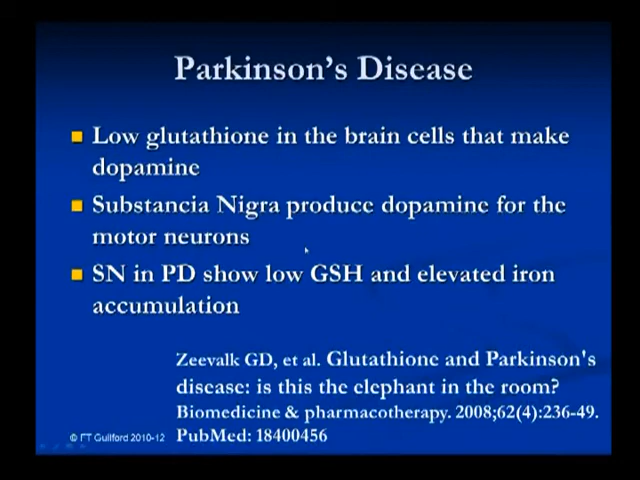 Parkinson's Disease
Low glutathione in the brain cells that make
dopamine
Substancia Nigra produce dopamine for the
motor neurons
SN in PD show low GSH and elevated iron
accumulation
Zeevalk GD, et al. Glutathione and Parkinson's
disease: is this the elephant in the room?
Biomedicine & pharmacotherapy. 2008;62(4):236-49.
PubMed: 18400456
© FT Guilford 2010-12